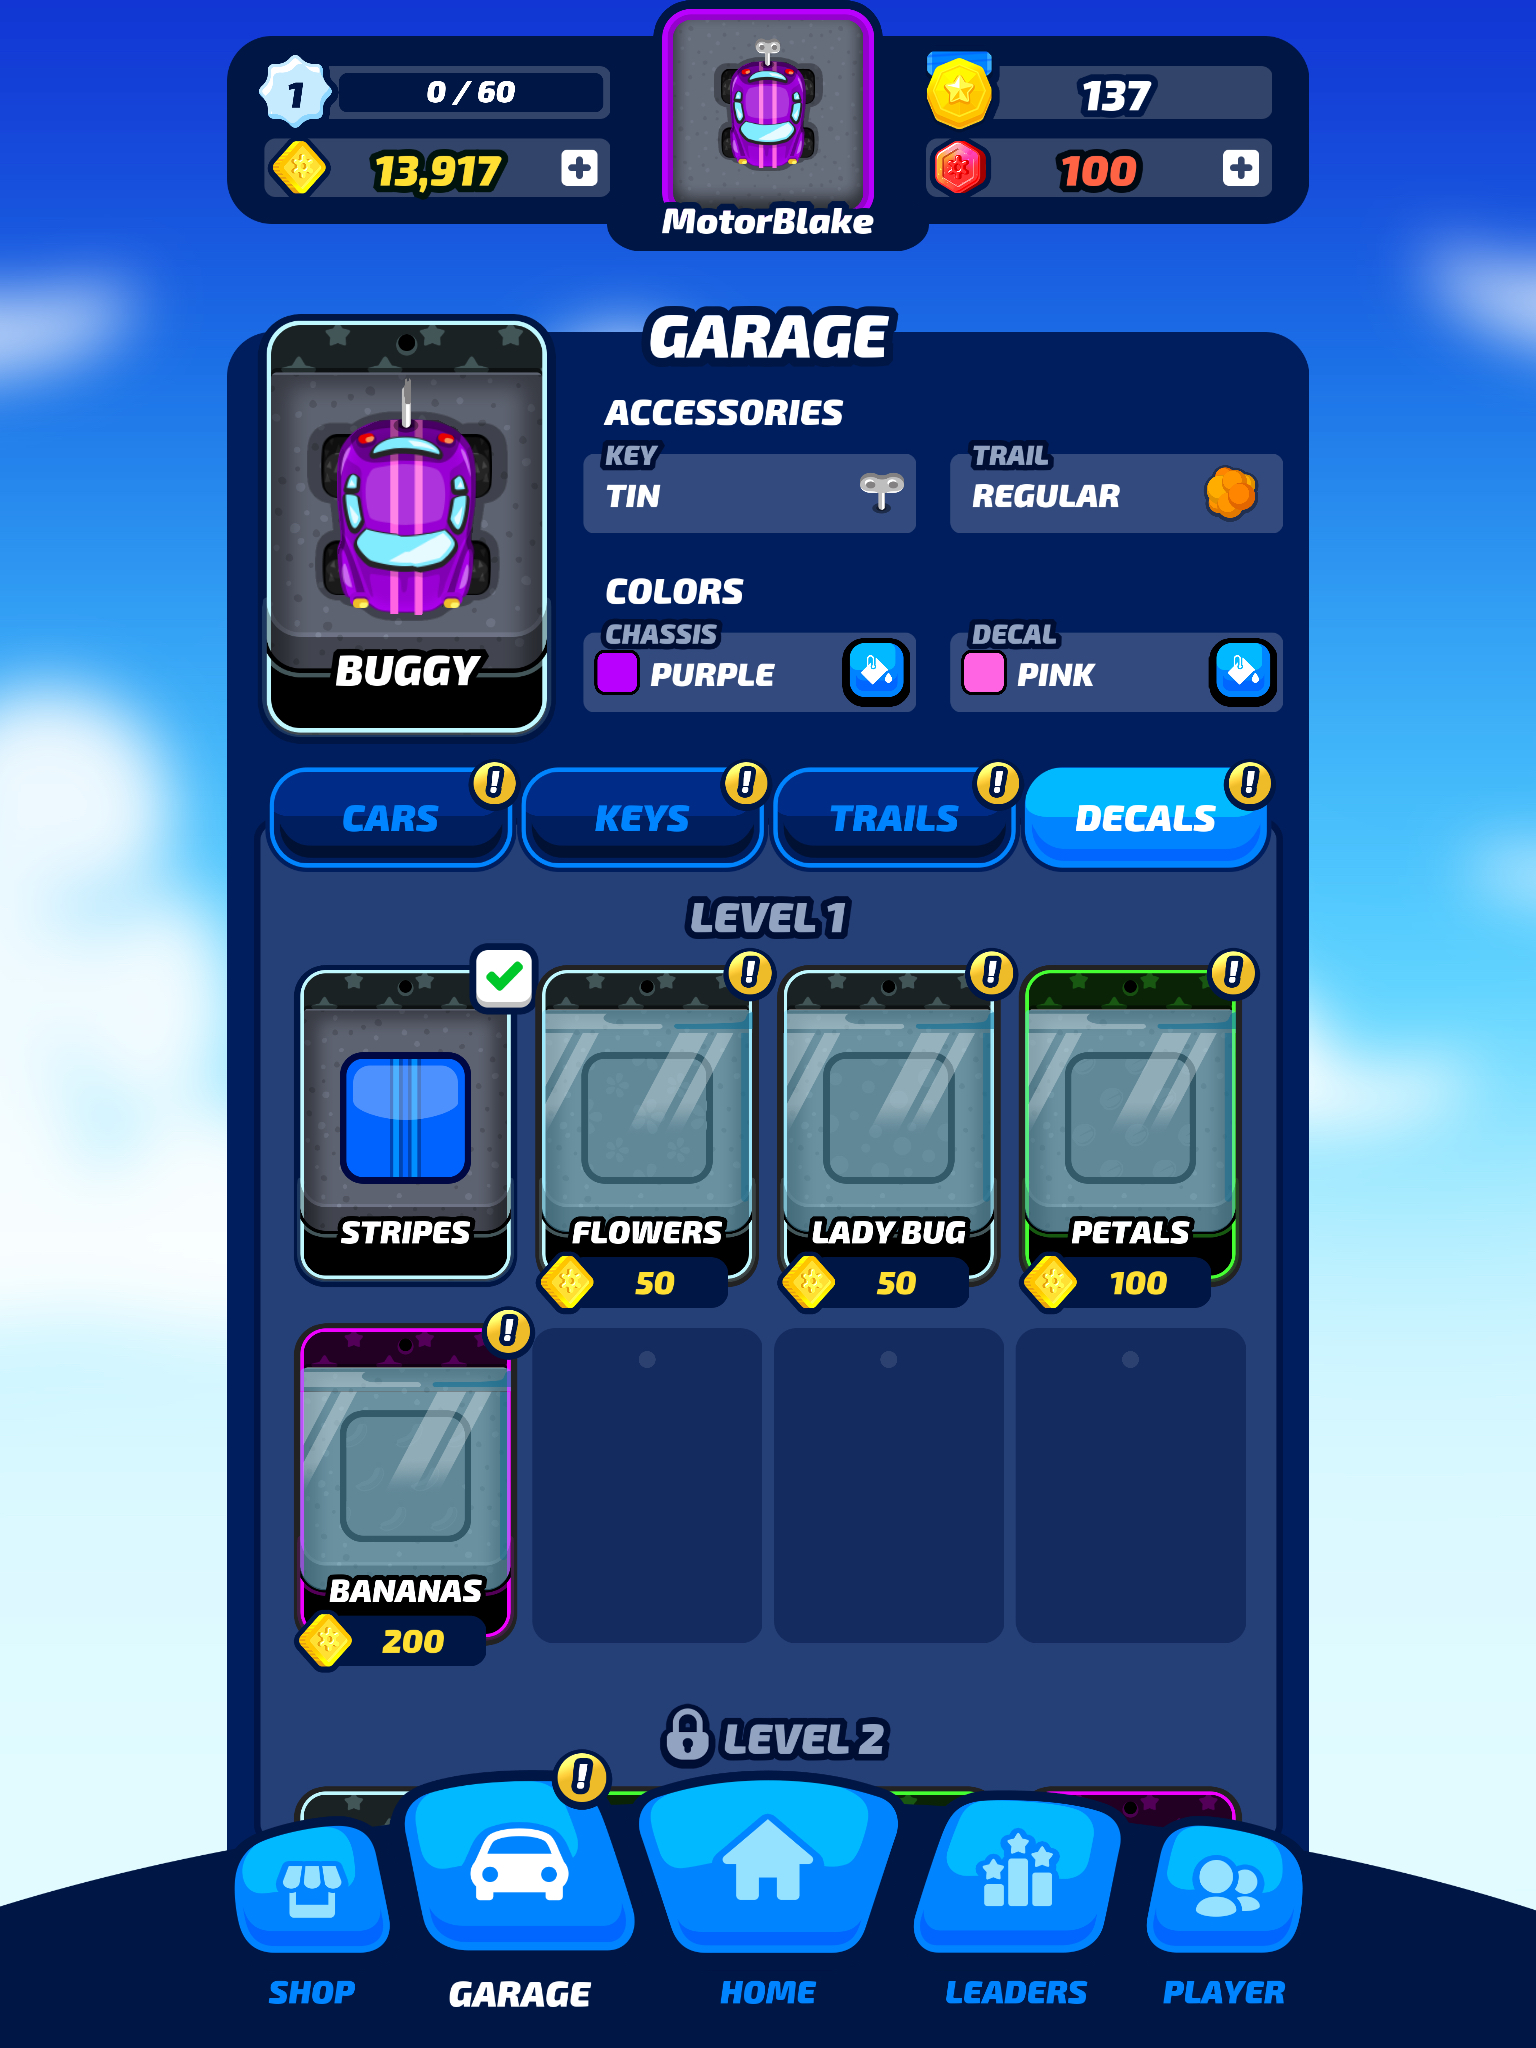 1
0 / 60
137
13,917
+
100
+
MotorBlake
GARAGE
ACCESSORIES
KEY
TIN
TRAIL
REGULAR
COLORS
CHASSIS
PURPLE
DECAL
PINK
BUGGY
!
!
!
!
CARS
KEYS
TRAILS
DECALS
LEVEL 1
!
!
!
STRIPES
FLOWERS
LADY BUG
PETALS
50
50
100
!
BANANAS
200
LEVEL 2
!
SHOP
GARAGE
HOME
LEADERS
PLAYER